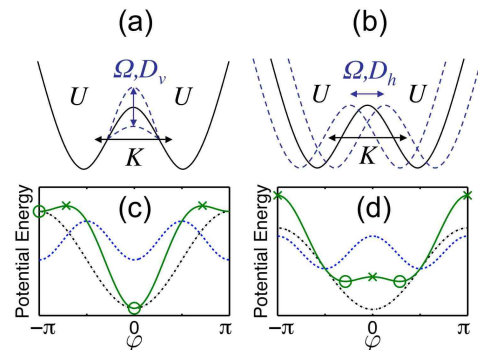 (a)
(b)
U Ω,D_v U
K
U Ω,D_h U
K
Potential Energy
(c)
−π 0 π
φ
Potential Energy
(d)
−π 0 π
φ